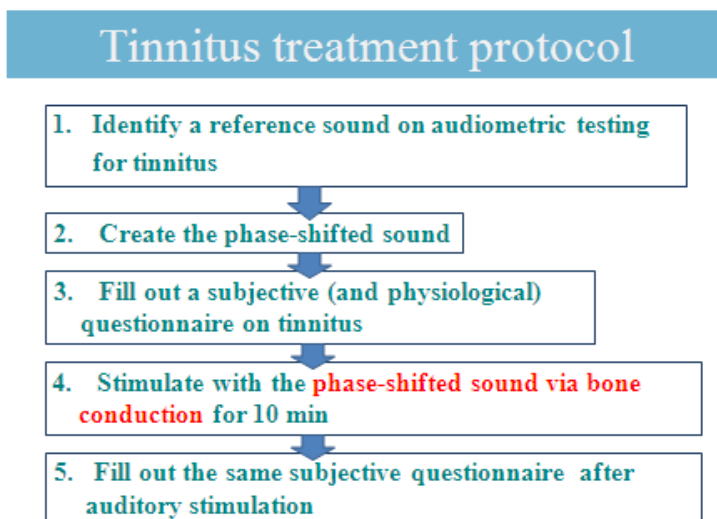 Tinnitus treatment protocol
1. Identify a reference sound on audiometric testing
for tinnitus
2. Create the phase-shifted sound
3. Fill out a subjective (and physiological)
questionnaire on tinnitus
4. Stimulate with the phase-shifted sound via bone
conduction for 10 min
5. Fill out the same subjective questionnaire after
auditory stimulation